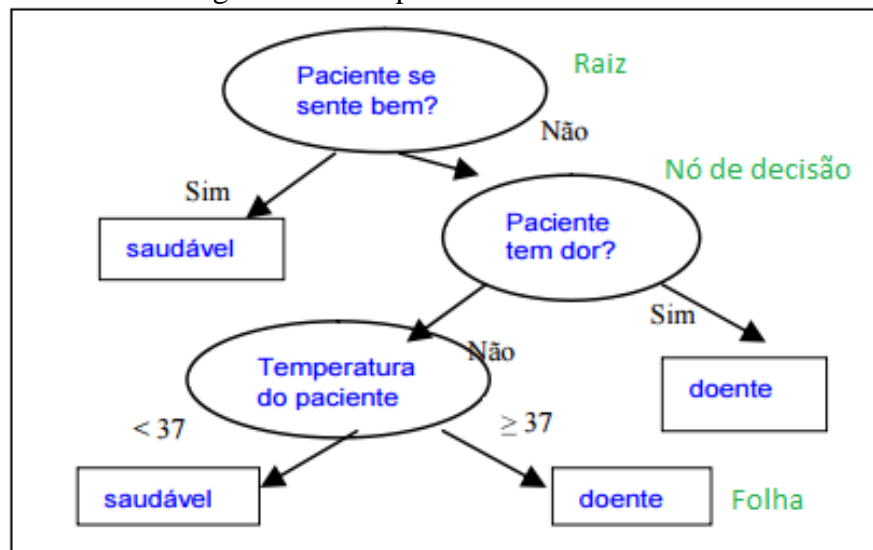 Paciente se
sente bem?
Raiz
Não
Sim
Nó de decisão
saudável
Paciente
tem dor?
Sim
Não
Temperatura
do paciente
doente
< 37
≥ 37
saudável
doente
Folha